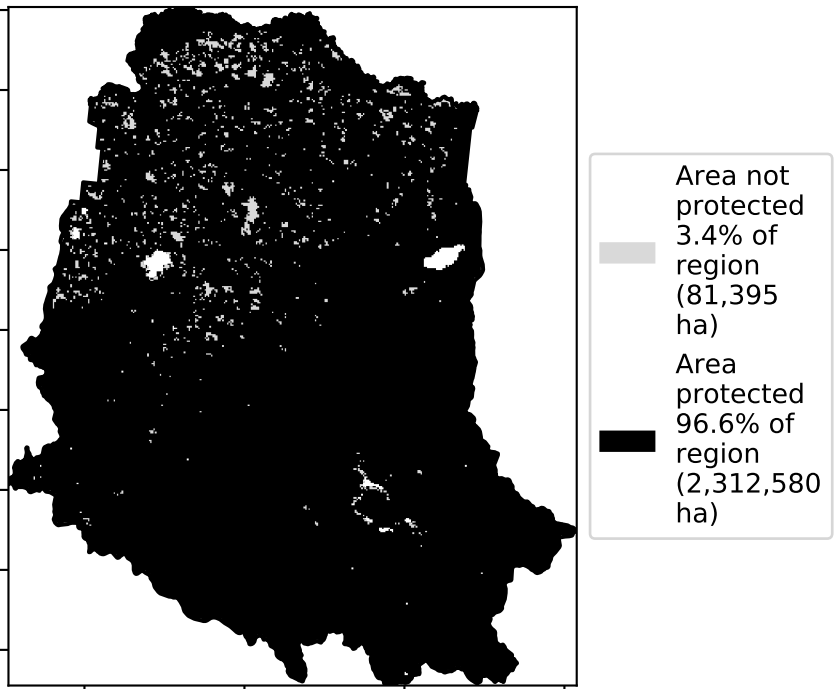 Area not
protected
3.4% of
region
(81,395
ha)
Area
protected
96.6% of
region
(2,312,580
ha)